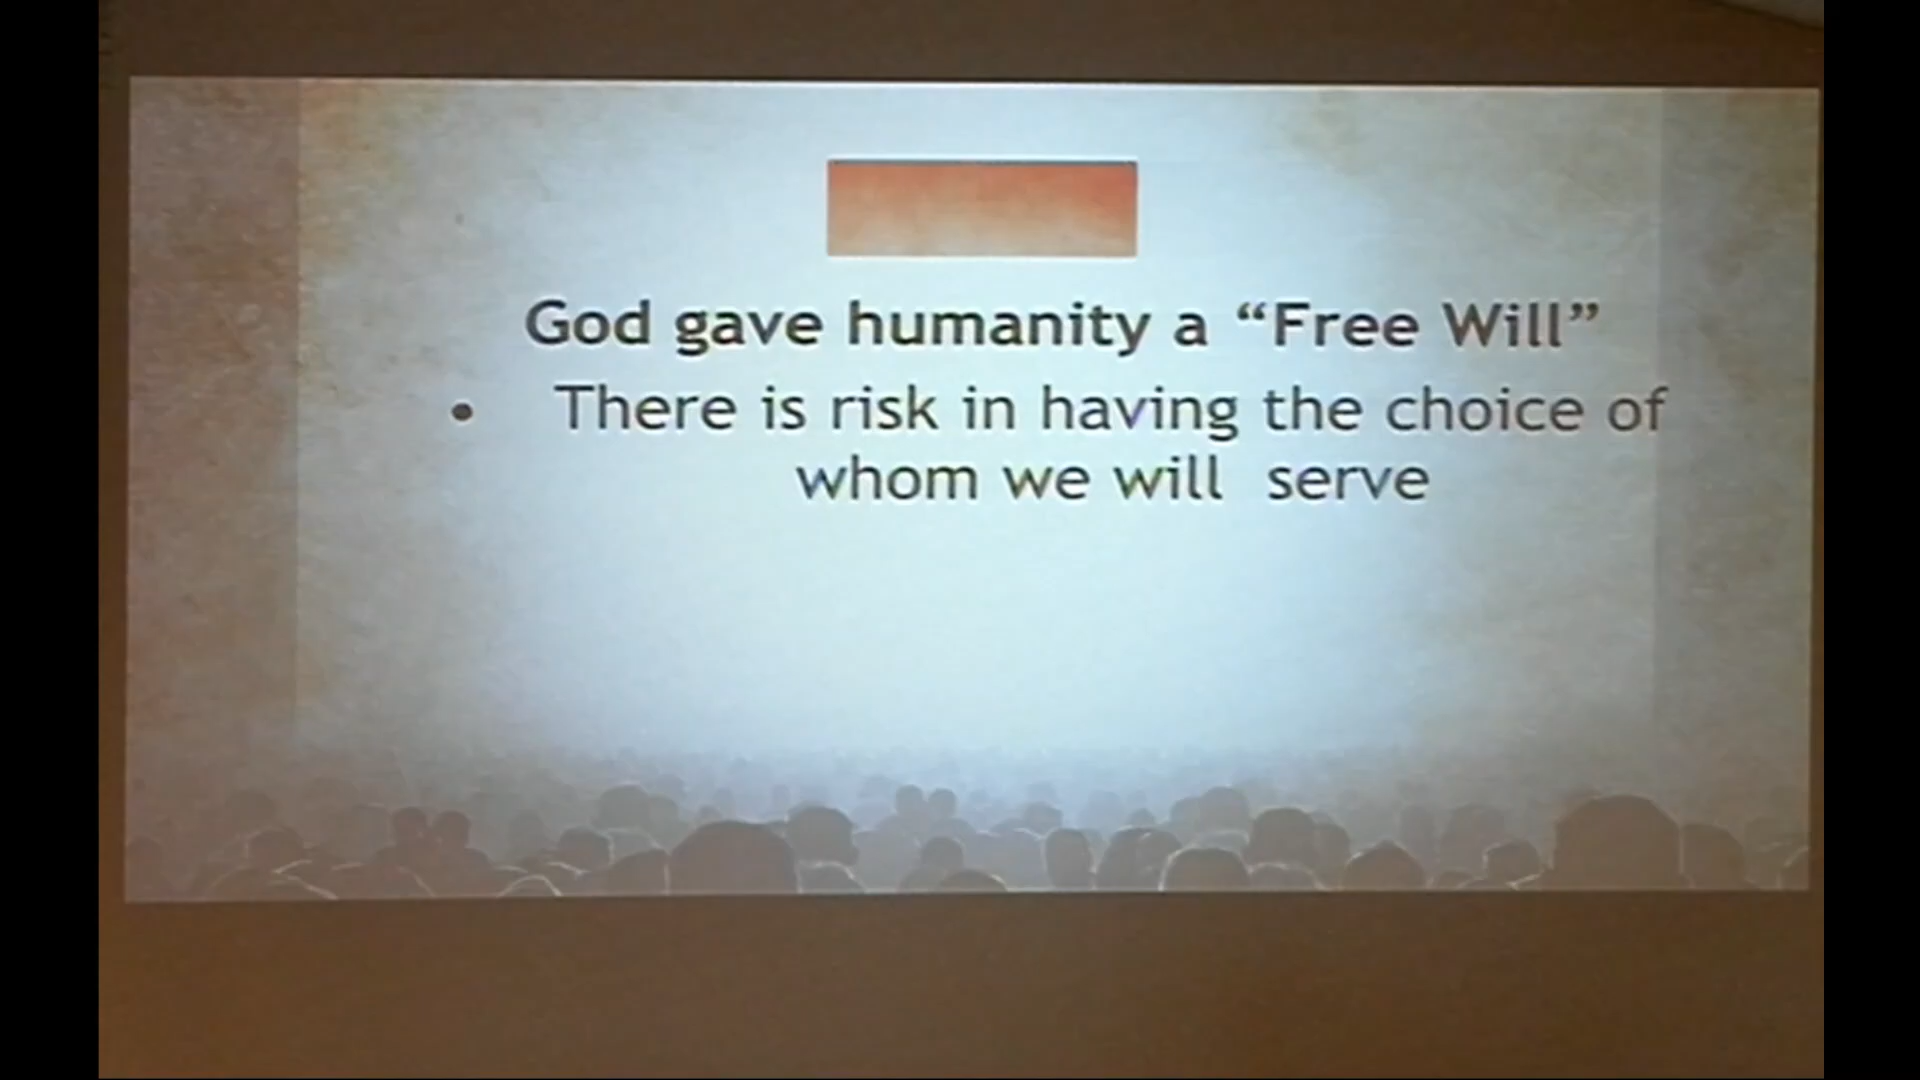 God gave humanity a “Free Will”
• There is risk in having the choice of
whom we will  serve